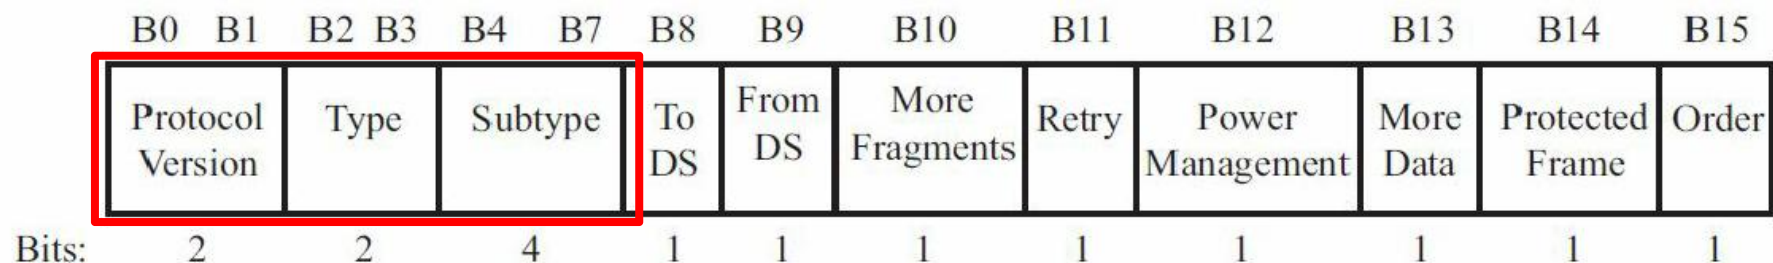 B0 B1 B2 B3 B4 B7 B8 B9 B10 B11 B12 B13 B14 B15
Protocol Version
Type
Subtype
To DS
From DS
More Fragments
Retry
Power Management
More Data
Protected Frame
Order
Bits: 2 2 4 1 1 1 1 1 1 1 1